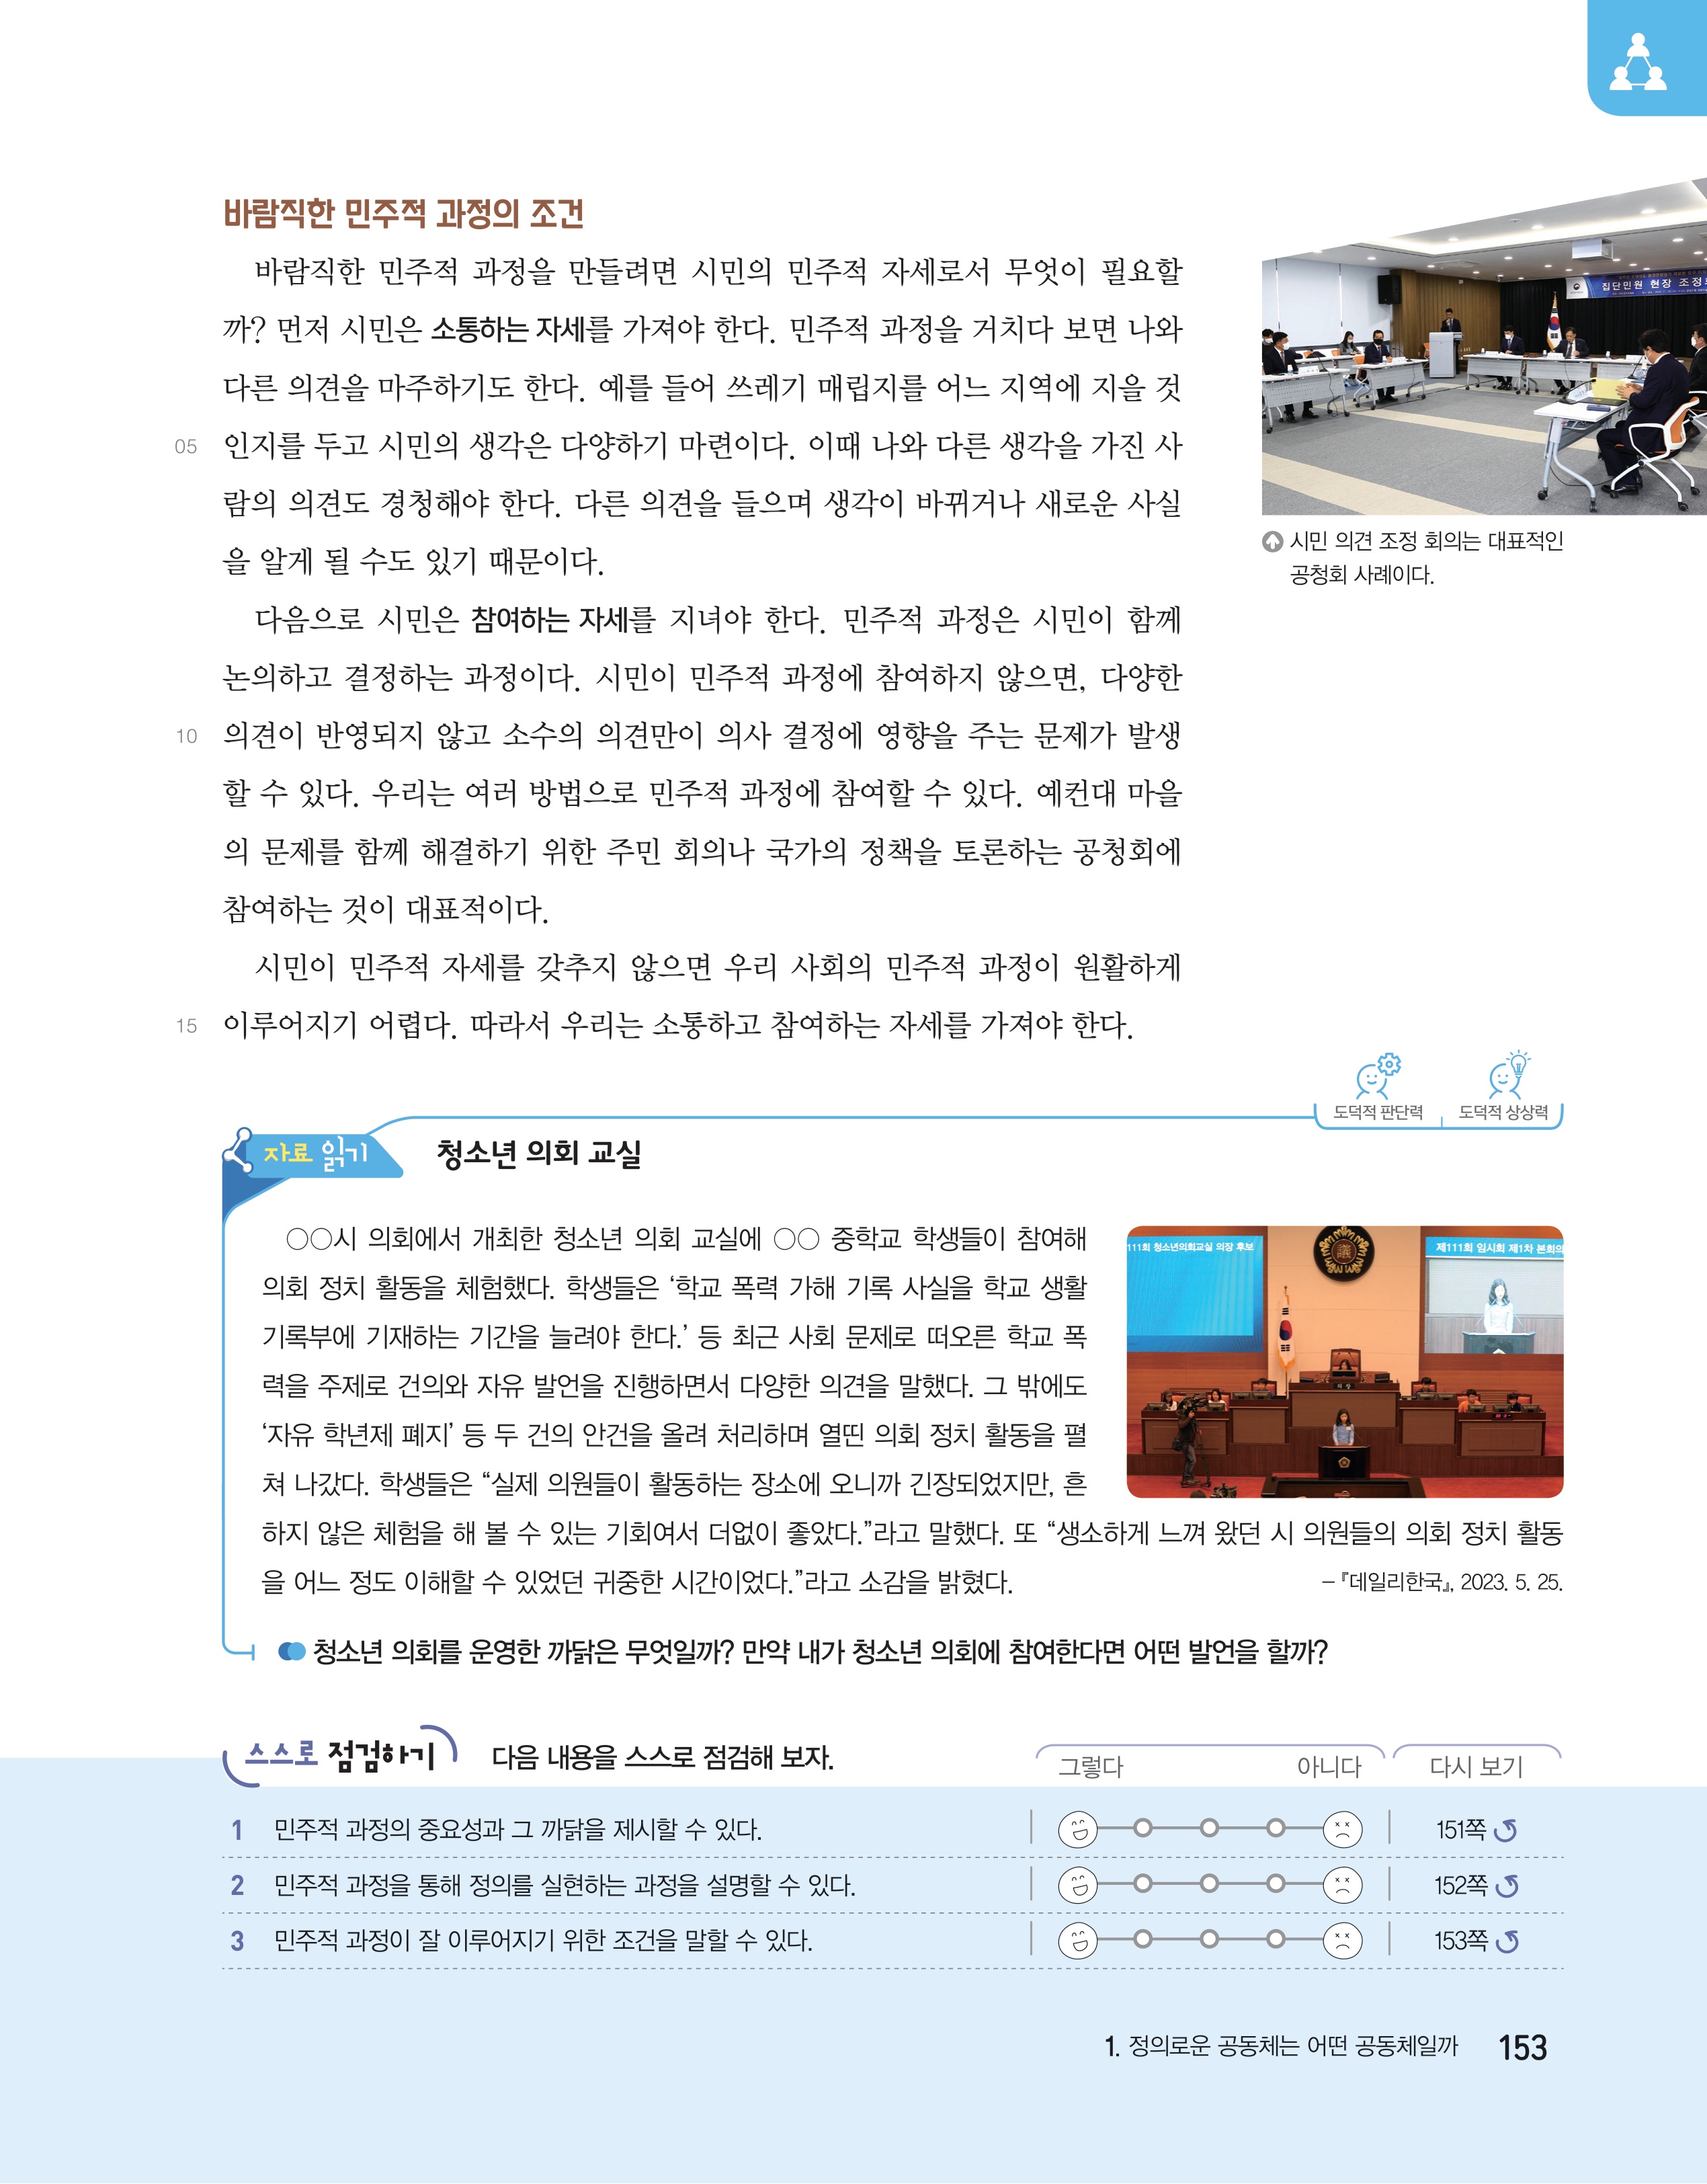 바람직한 민주적 과정의 조건
바람직한 민주적 과정을 만들려면 시민의 민주적 자세로서 무엇이 필요할
까? 먼저 시민은 소통하는 자세를 가져야 한다. 민주적 과정을 거치다 보면 나와
다른 의견을 마주하기도 한다. 예를 들어 쓰레기 매립지를 어느 지역에 지을 것
05 인지를 두고 시민의 생각은 다양하기 마련이다. 이때 나와 다른 생각을 가진 사
람의 의견도 경청해야 한다. 다른 의견을 들으며 생각이 바뀌거나 새로운 사실
을 알게 될 수도 있기 때문이다.
다음으로 시민은 참여하는 자세를 지녀야 한다. 민주적 과정은 시민이 함께
논의하고 결정하는 과정이다. 시민이 민주적 과정에 참여하지 않으면, 다양한
10 의견이 반영되지 않고 소수의 의견만이 의사 결정에 영향을 주는 문제가 발생
할 수 있다. 우리는 여러 방법으로 민주적 과정에 참여할 수 있다. 예컨대 마을
의 문제를 함께 해결하기 위한 주민 회의나 국가의 정책을 토론하는 공청회에
참여하는 것이 대표적이다.
시민이 민주적 자세를 갖추지 않으면 우리 사회의 민주적 과정이 원활하게
15 이루어지기 어렵다. 따라서 우리는 소통하고 참여하는 자세를 가져야 한다.
집단민원 현장 조정
시민 의견 조정 회의는 대표적인
공청회 사례이다.
도덕적 판단력 도덕적 상상력
자료 읽기 청소년 의회 교실
○○시 의회에서 개최한 청소년 의회 교실에 ○○ 중학교 학생들이 참여해
의회 정치 활동을 체험했다. 학생들은 ‘학교 폭력 가해 기록 사실을 학교 생활
기록부에 기재하는 기간을 늘려야 한다.’ 등 최근 사회 문제로 떠오른 학교 폭
력을 주제로 건의와 자유 발언을 진행하면서 다양한 의견을 말했다. 그 밖에도
‘자유 학년제 폐지’ 등 두 건의 안건을 올려 처리하며 열띤 의회 정치 활동을 펼
쳐 나갔다. 학생들은 “실제 의원들이 활동하는 장소에 오니까 긴장되었지만, 흔
하지 않은 체험을 해 볼 수 있는 기회여서 더없이 좋았다.”라고 말했다. 또 “생소하게 느껴 왔던 시 의원들의 의회 정치 활동
을 어느 정도 이해할 수 있었던 귀중한 시간이었다.”라고 소감을 밝혔다.
– 『데일리한국』, 2023. 5. 25.
111회 청소년의회교실 의장 후보
제111회 임시회 제1차 본회의
議
의장
청소년 의회를 운영한 까닭은 무엇일까? 만약 내가 청소년 의회에 참여한다면 어떤 발언을 할까?
스스로 점검하기 다음 내용을 스스로 점검해 보자. 그렇다 아니다 다시 보기
1 민주적 과정의 중요성과 그 까닭을 제시할 수 있다. 151쪽
2 민주적 과정을 통해 정의를 실현하는 과정을 설명할 수 있다. 152쪽
3 민주적 과정이 잘 이루어지기 위한 조건을 말할 수 있다. 153쪽
1. 정의로운 공동체는 어떤 공동체일까 153